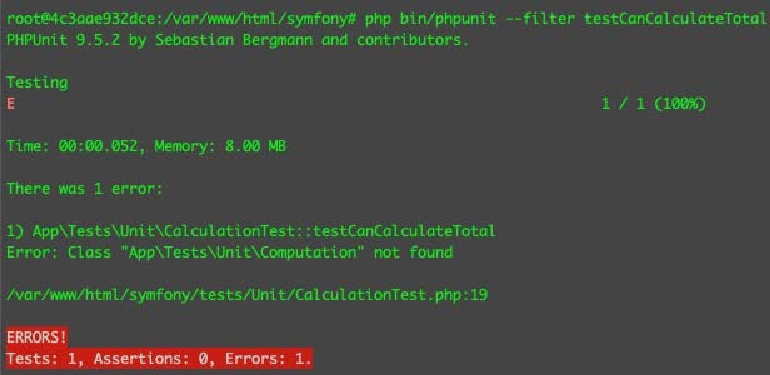 root@4c3aae932dce:/var/www/html/symfony# php bin/phpunit --filter testCanCalculateTotal
PHPUnit 9.5.2 by Sebastian Bergmann and contributors.
Testing
E 1 / 1 (100%)
Time: 00:00.052, Memory: 8.00 MB
There was 1 error:
1) App\Tests\Unit\CalculationTest::testCanCalculateTotal
Error: Class "App\Tests\Unit\Computation" not found
/var/www/html/symfony/tests/Unit/CalculationTest.php:19
ERRORS!
Tests: 1, Assertions: 0, Errors: 1.